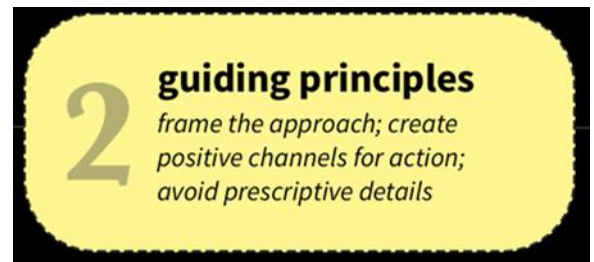 2
guiding principles
frame the approach; create
positive channels for action;
avoid prescriptive details